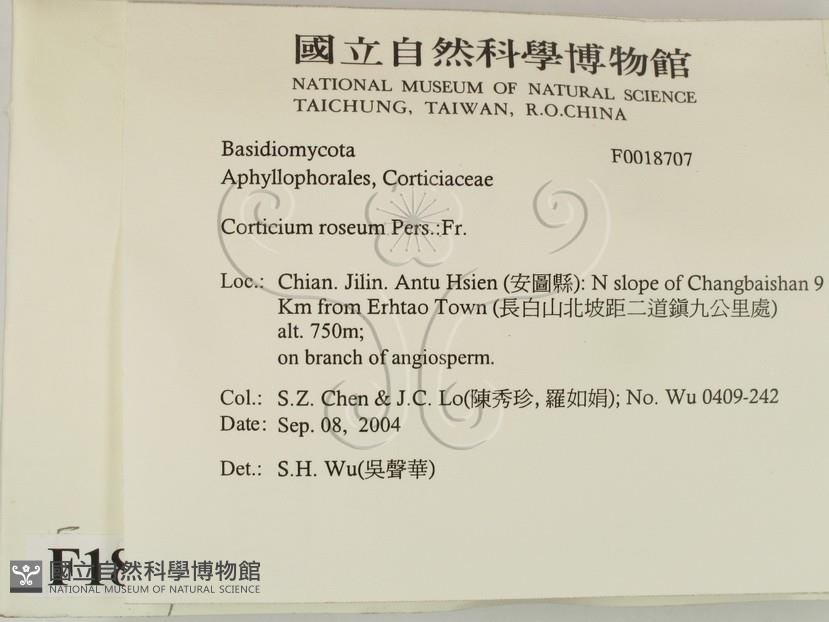 國立自然科學博物館
NATIONAL MUSEUM OF NATURAL SCIENCE
TAICHUNG, TAIWAN, R.O.CHINA
Basidiomycota
F0018707
Aphyllophorales, Corticiaceae
Corticium roseum Pers.:Fr.
Loc.: Chian. Jilin. Antu Hsien (安圖縣): N slope of Changbaishan 9
Km from Erhtao Town (長白山北坡距二道鎮九公里處)
alt. 750m;
on branch of angiosperm.
Col.: S.Z. Chen & J.C. Lo(陳秀珍, 羅如娟); No. Wu 0409-242
Date: Sep. 08, 2004
Det.: S.H. Wu(吳聲華)
F18
國立自然科學博物館
NATIONAL MUSEUM OF NATURAL SCIENCE